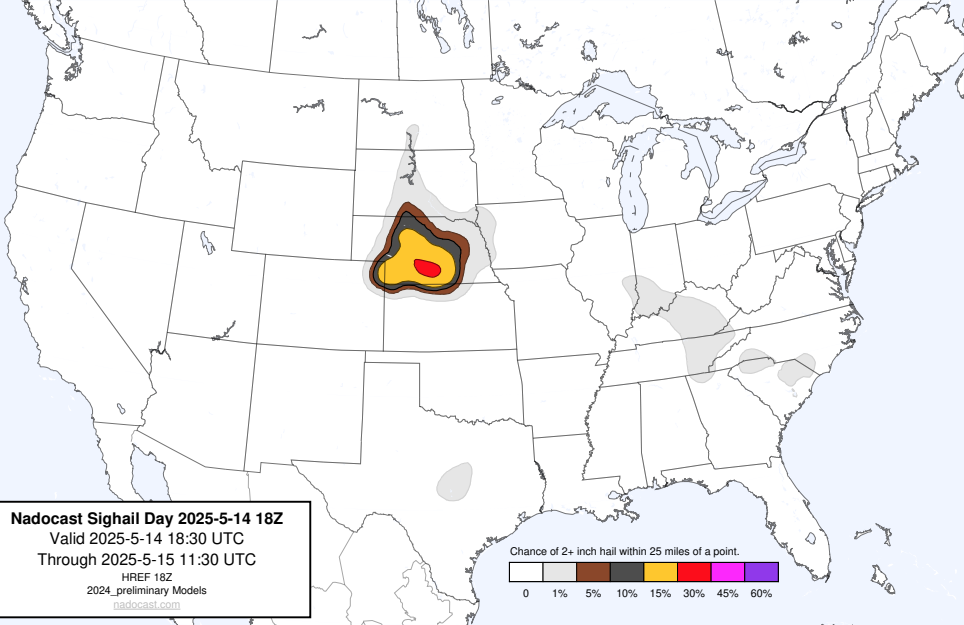 Nadocast Sighail Day 2025-5-14 18Z
Valid 2025-5-14 18:30 UTC
Through 2025-5-15 11:30 UTC
HREF 18Z
2024_preliminary Models
nadocast.com
Chance of 2+ inch hail within 25 miles of a point.
0 1% 5% 10% 15% 30% 45% 60%